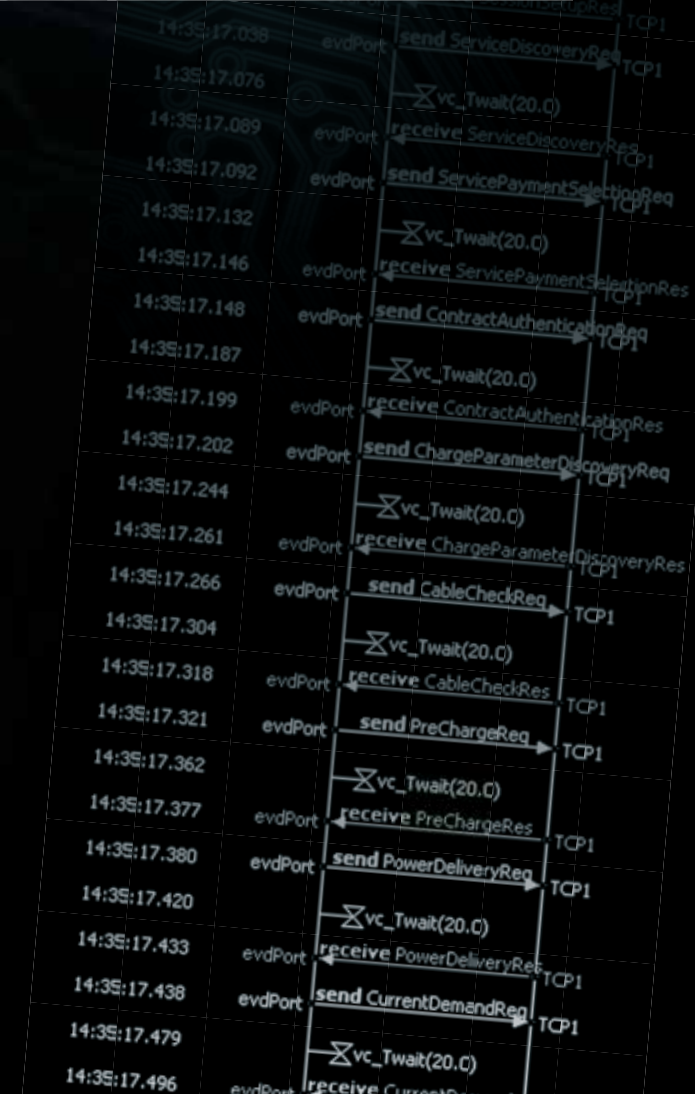 TCP1
14:35:17.038 evdPort send ServiceDiscoveryReq TCP1
14:35:17.076 vc_Twait(20.0)
14:35:17.089 evdPort receive ServiceDiscoveryRes TCP1
14:35:17.092 evdPort send ServicePaymentSelectionReq TCP1
14:35:17.132 vc_Twait(20.0)
14:35:17.146 evdPort receive ServicePaymentSelectionRes TCP1
14:35:17.148 evdPort send ContractAuthenticationReq TCP1
14:35:17.187 vc_Twait(20.0)
14:35:17.199 evdPort receive ContractAuthenticationRes TCP1
14:35:17.202 evdPort send ChargeParameterDiscoveryReq TCP1
14:35:17.244 vc_Twait(20.0)
14:35:17.261 evdPort receive ChargeParameterDiscoveryRes TCP1
14:35:17.266 evdPort send CableCheckReq TCP1
14:35:17.304 vc_Twait(20.0)
14:35:17.318 evdPort receive CableCheckRes TCP1
14:35:17.321 evdPort send PreChargeReq TCP1
14:35:17.362 vc_Twait(20.0)
14:35:17.377 evdPort receive PreChargeRes TCP1
14:35:17.380 evdPort send PowerDeliveryReq TCP1
14:35:17.420 vc_Twait(20.0)
14:35:17.433 evdPort receive PowerDeliveryRes TCP1
14:35:17.438 evdPort send CurrentDemandReq TCP1
14:35:17.479 vc_Twait(20.0)
14:35:17.496 evdPort receive